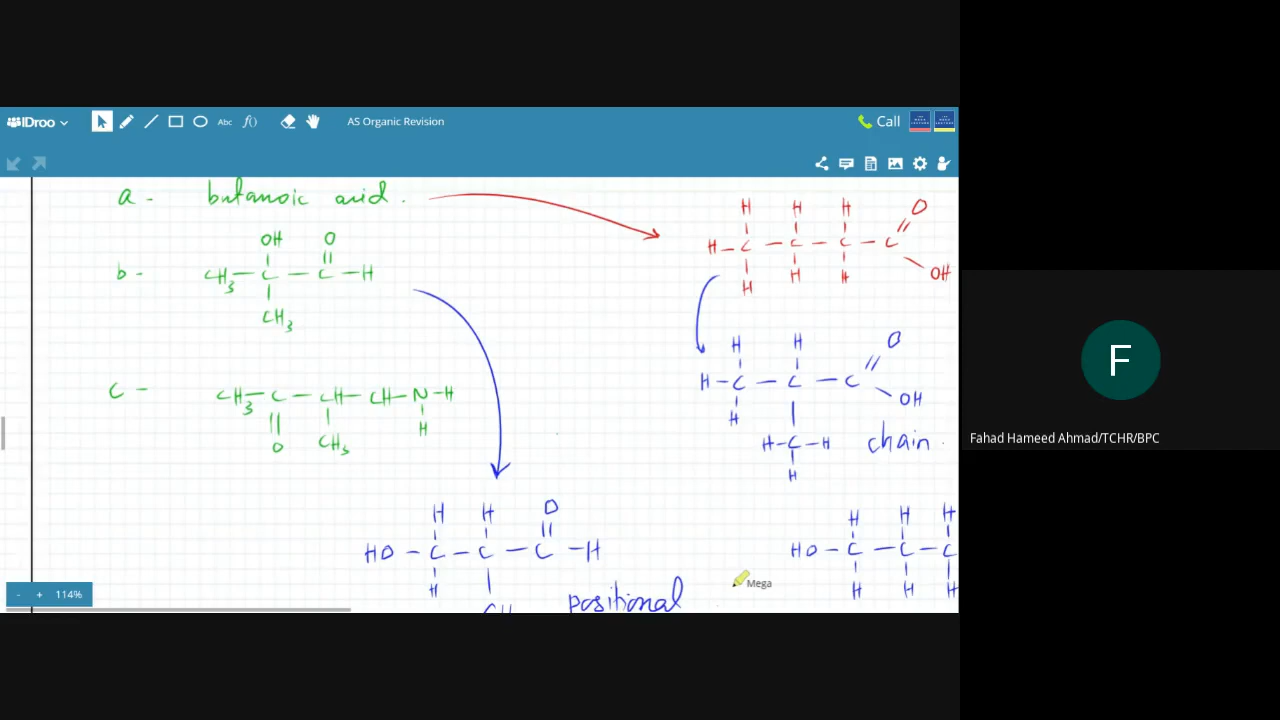 IDroo Abc f() AS Organic Revision Call
a - butanoic acid.
H H H O
H - C - C - C - C
H H H OH
OH O
b - CH3 - C - C - H
CH3
H H O
H - C - C - C
H OH
H - C - H chain
H
C - CH3 - C - CH - CH - N - H
O CH3 H
H H O
HO - C - C - C - H
H
positional
H H H
HO - C - C - C
H H H
Mega
- + 114%
F
Fahad Hameed Ahmad/TCHR/BPC